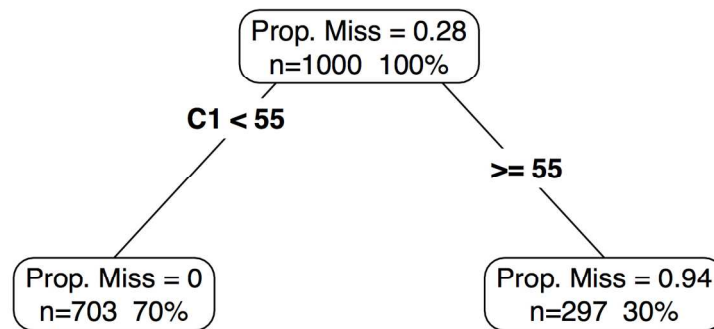 Prop. Miss = 0.28
n=1000 100%
C1 < 55
>= 55
Prop. Miss = 0
n=703 70%
Prop. Miss = 0.94
n=297 30%